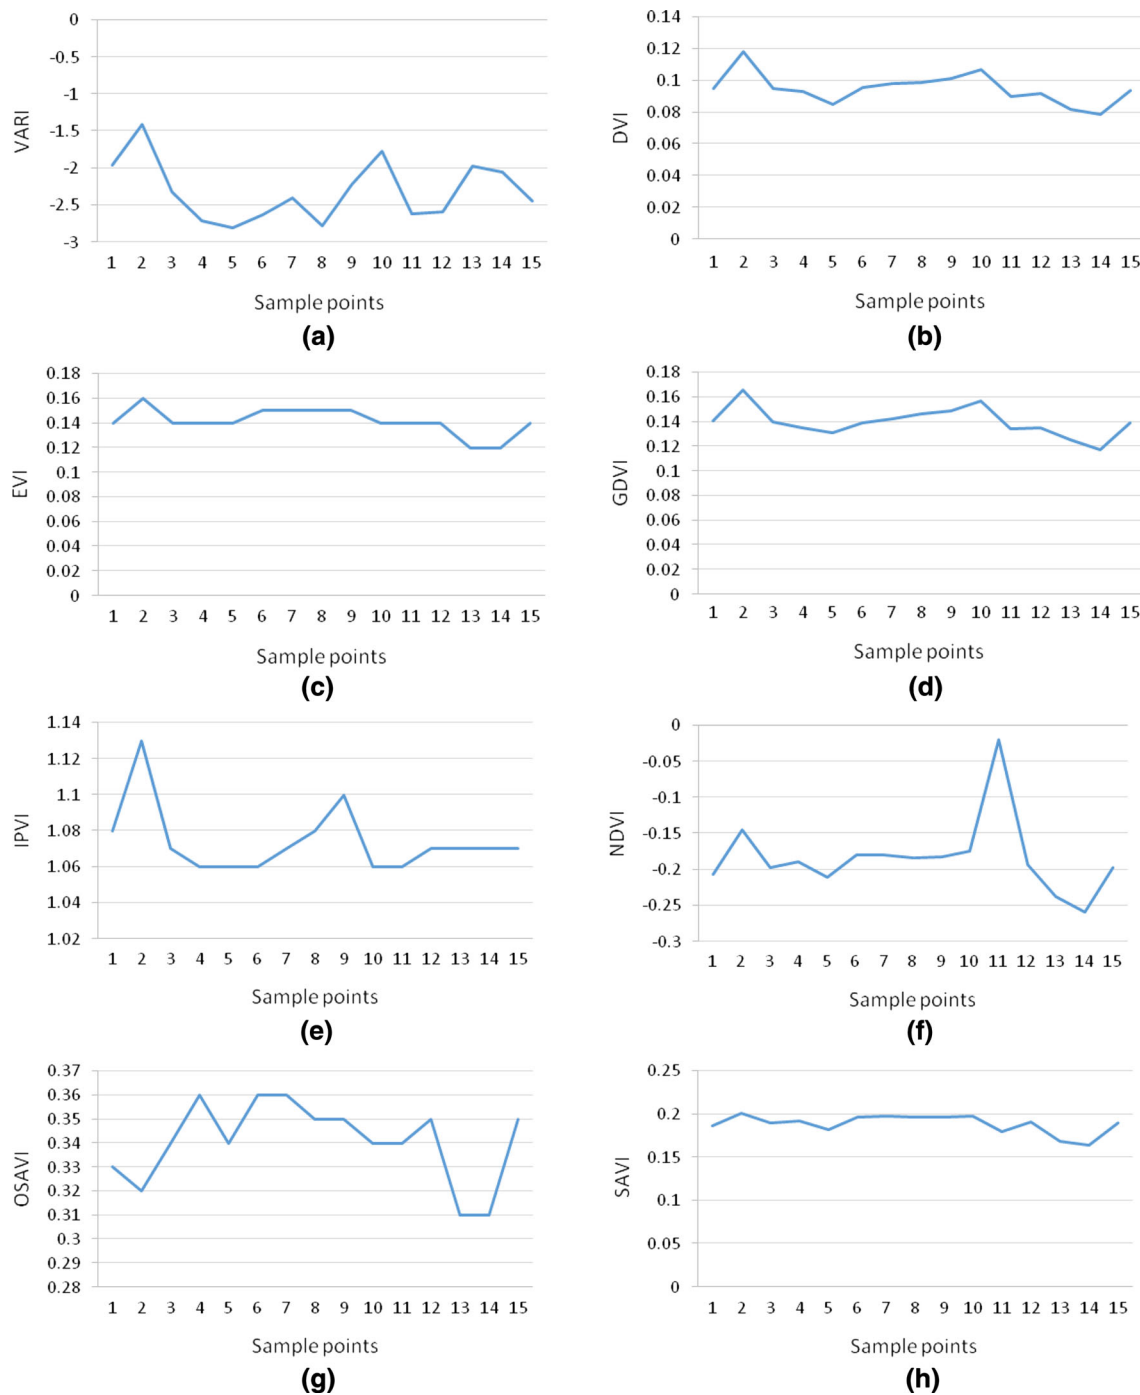 0
-0.5
-1
-1.5
-2
-2.5
-3
VARI
1 2 3 4 5 6 7 8 9 10 11 12 13 14 15
Sample points
(a)
0.14
0.12
0.1
0.08
0.06
0.04
0.02
0
DVI
1 2 3 4 5 6 7 8 9 10 11 12 13 14 15
Sample points
(b)
0.18
0.16
0.14
0.12
0.1
0.08
0.06
0.04
0.02
0
EVI
1 2 3 4 5 6 7 8 9 10 11 12 13 14 15
Sample points
(c)
0.18
0.16
0.14
0.12
0.1
0.08
0.06
0.04
0.02
0
GDVI
1 2 3 4 5 6 7 8 9 10 11 12 13 14 15
Sample points
(d)
1.14
1.12
1.1
1.08
1.06
1.04
1.02
IPVI
1 2 3 4 5 6 7 8 9 10 11 12 13 14 15
Sample points
(e)
0
-0.05
-0.1
-0.15
-0.2
-0.25
-0.3
NDVI
1 2 3 4 5 6 7 8 9 10 11 12 13 14 15
Sample points
(f)
0.37
0.36
0.35
0.34
0.33
0.32
0.31
0.3
0.29
0.28
OSAVI
1 2 3 4 5 6 7 8 9 10 11 12 13 14 15
Sample points
(g)
0.25
0.2
0.15
0.1
0.05
0
SAVI
1 2 3 4 5 6 7 8 9 10 11 12 13 14 15
Sample points
(h)